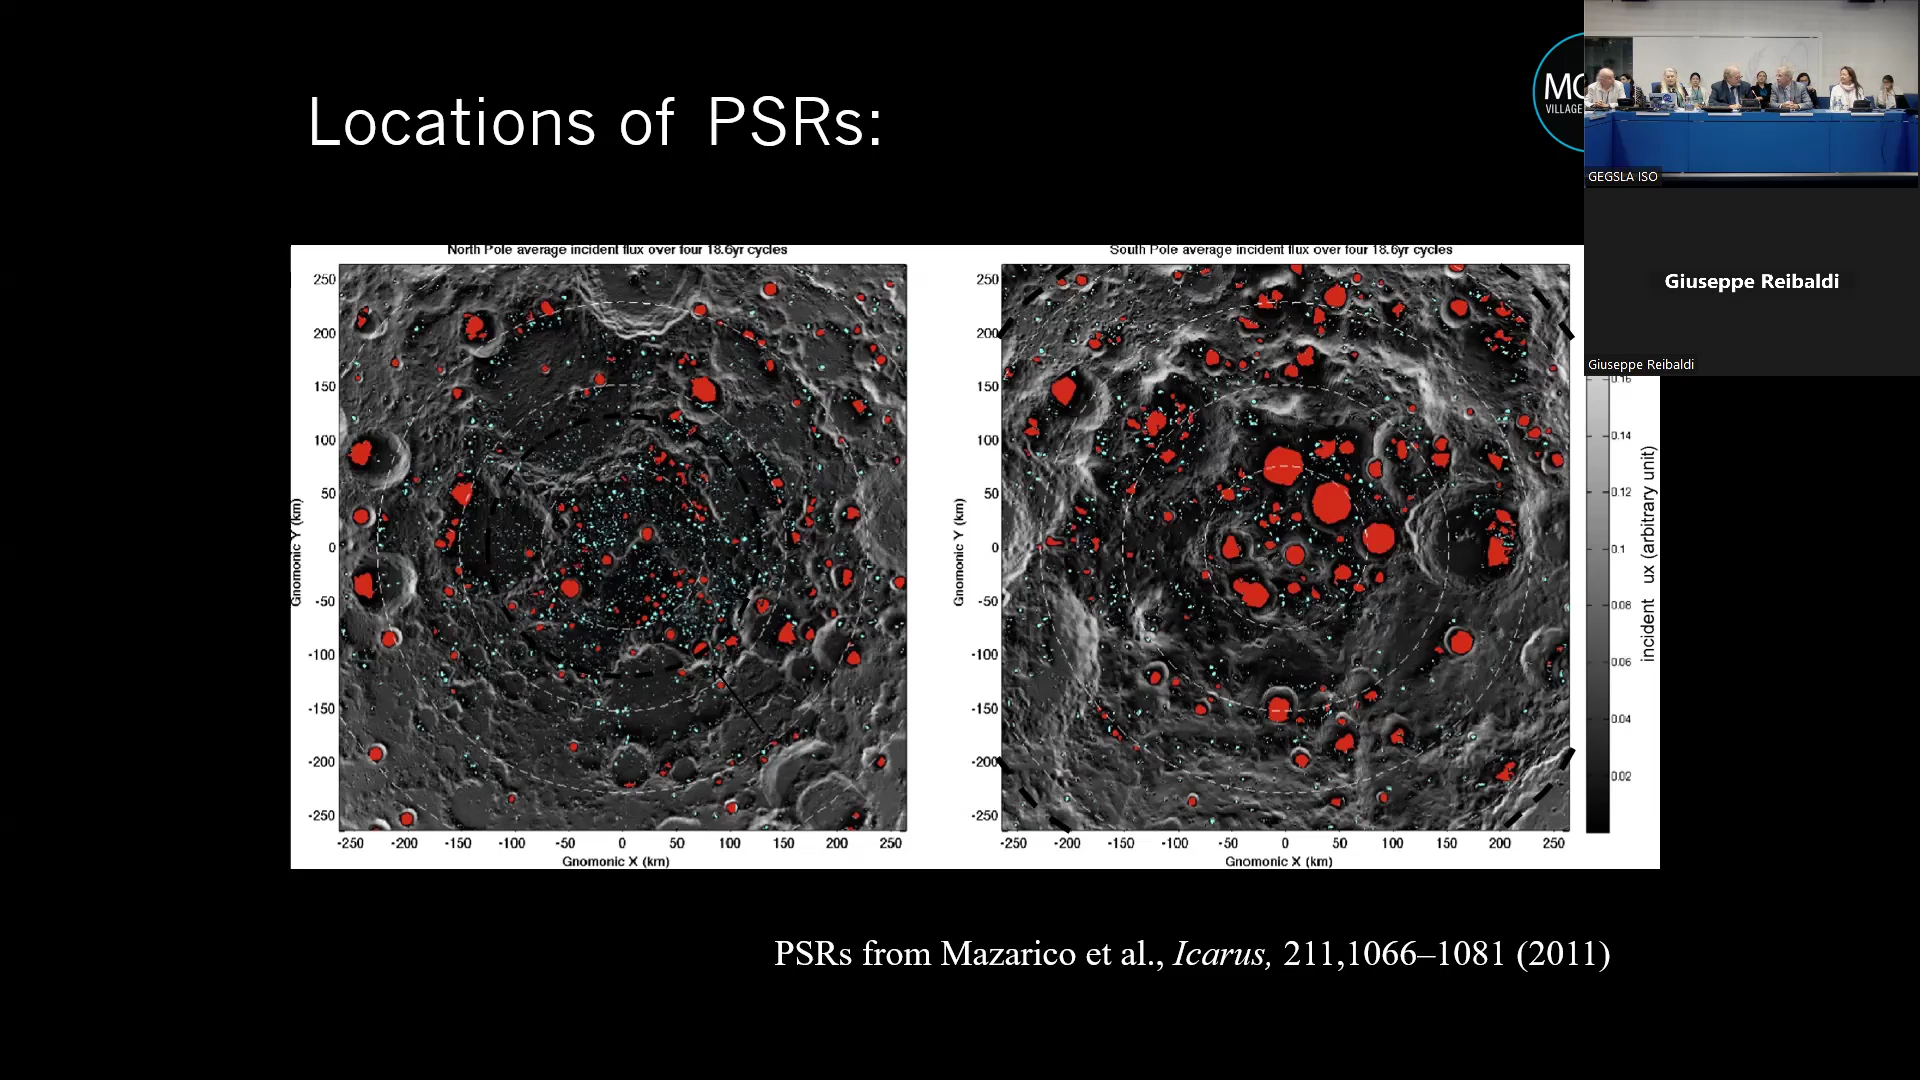 Locations of PSRs:
MO
VILLAGE
GEGSLA ISO
Giuseppe Reibaldi
Giuseppe Reibaldi
North Pole average incident flux over four 18.6yr cycles
250
200
150
100
50
0
-50
-100
-150
-200
-250
Gnomonic Y (km)
-250 -200 -150 -100 -50 0 50 100 150 200 250
Gnomonic X (km)
South Pole average incident flux over four 18.6yr cycles
250
200
150
100
50
0
-50
-100
-150
-200
-250
Gnomonic Y (km)
-250 -200 -150 -100 -50 0 50 100 150 200 250
Gnomonic X (km)
0.16
0.14
0.12
0.1
0.08
0.06
0.04
0.02
incident ux (arbitrary unit)
PSRs from Mazarico et al., Icarus, 211,1066–1081 (2011)